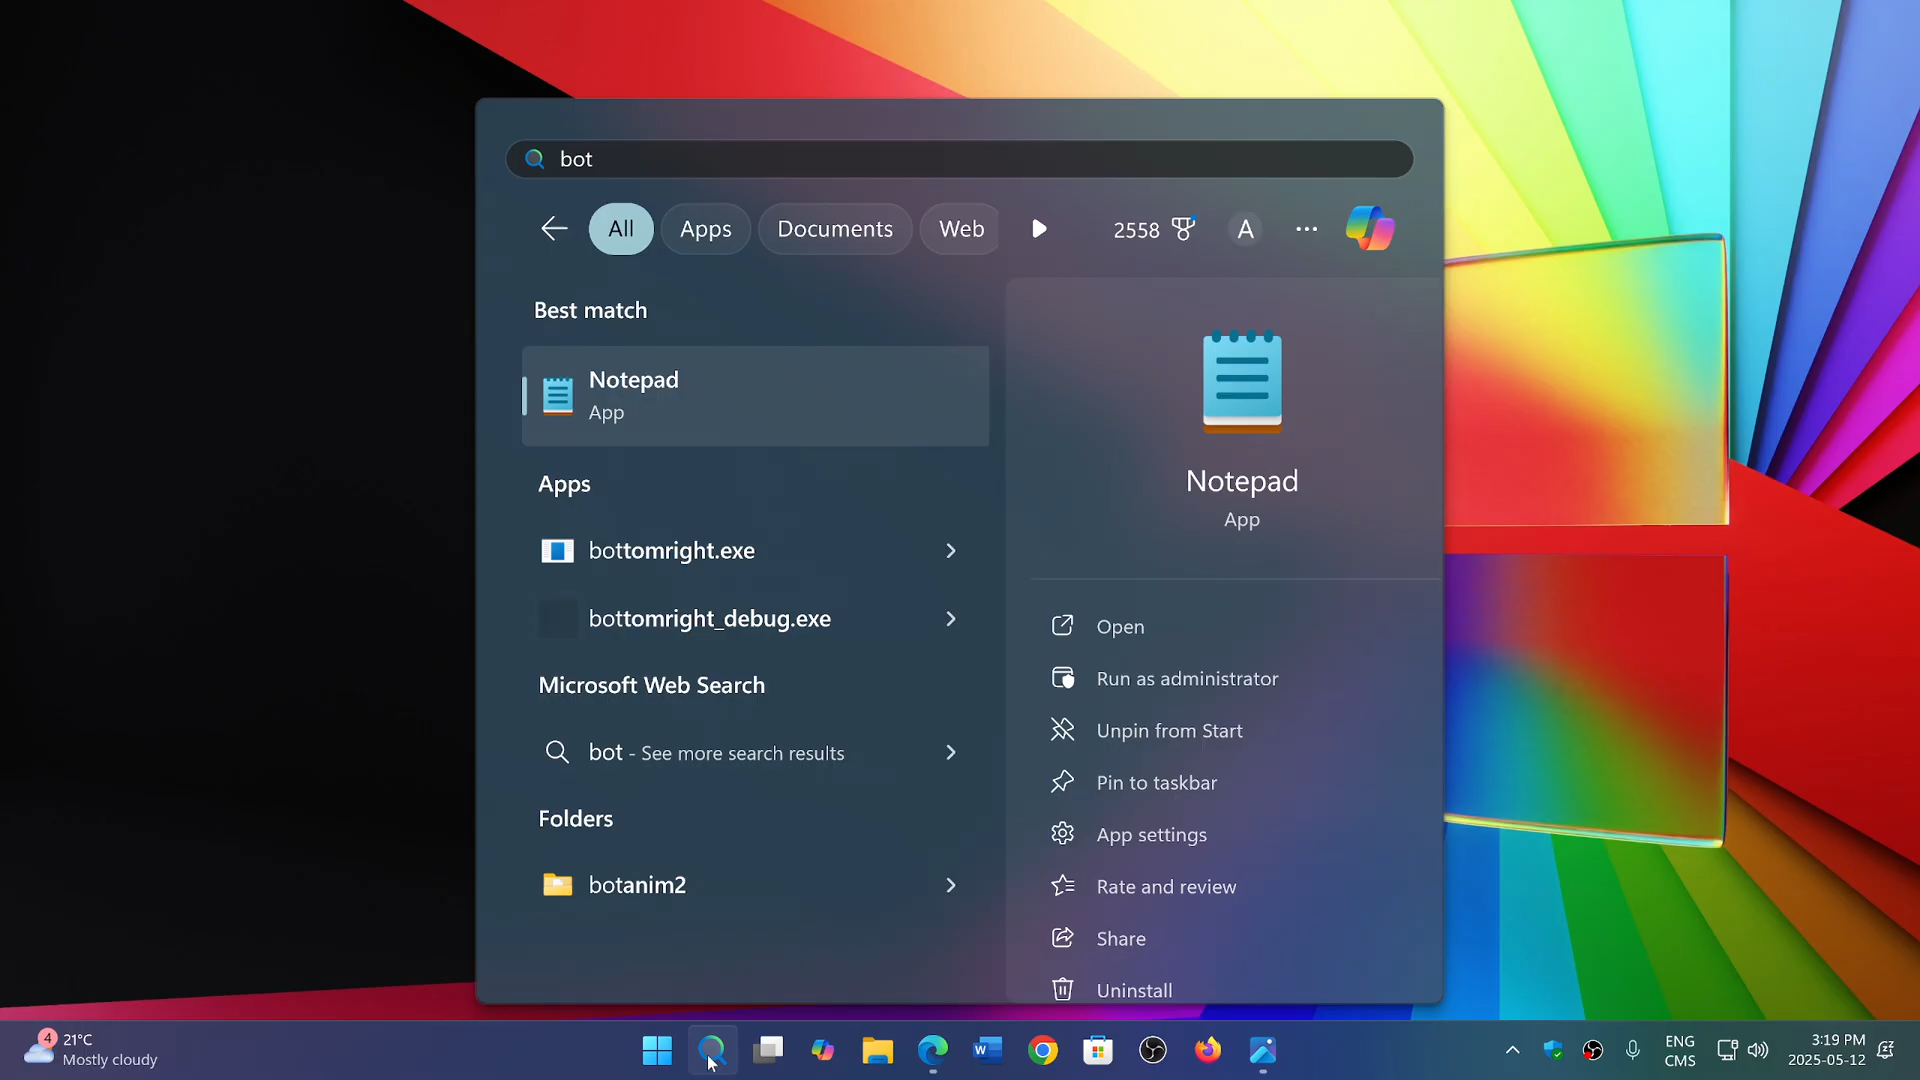 bot
All
Apps
Documents
Web
2558
A
Best match
Notepad
App
Apps
bottomright.exe
bottomright_debug.exe
Microsoft Web Search
bot - See more search results
Folders
botanim2
Notepad
App
Open
Run as administrator
Unpin from Start
Pin to taskbar
App settings
Rate and review
Share
Uninstall
4
21°C
Mostly cloudy
W
ENG
CMS
3:19 PM
2025-05-12